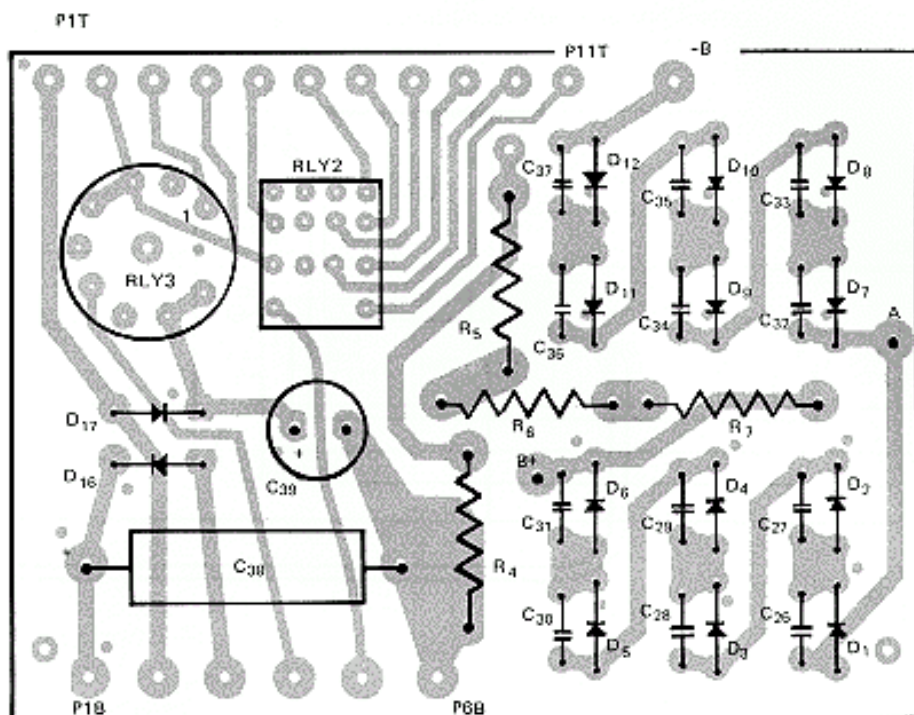 P1T
P11T
-B
RLY2
C37
D12
C35
D10
C33
D8
1
RLY3
D11
C36
C34
D9
C32
D7
A
R5
D17
R6
R7
+
C39
B+
D16
C31
D6
C29
D4
C27
D2
C38
R4
C30
D5
C28
D3
C26
D1
P1B
P6B